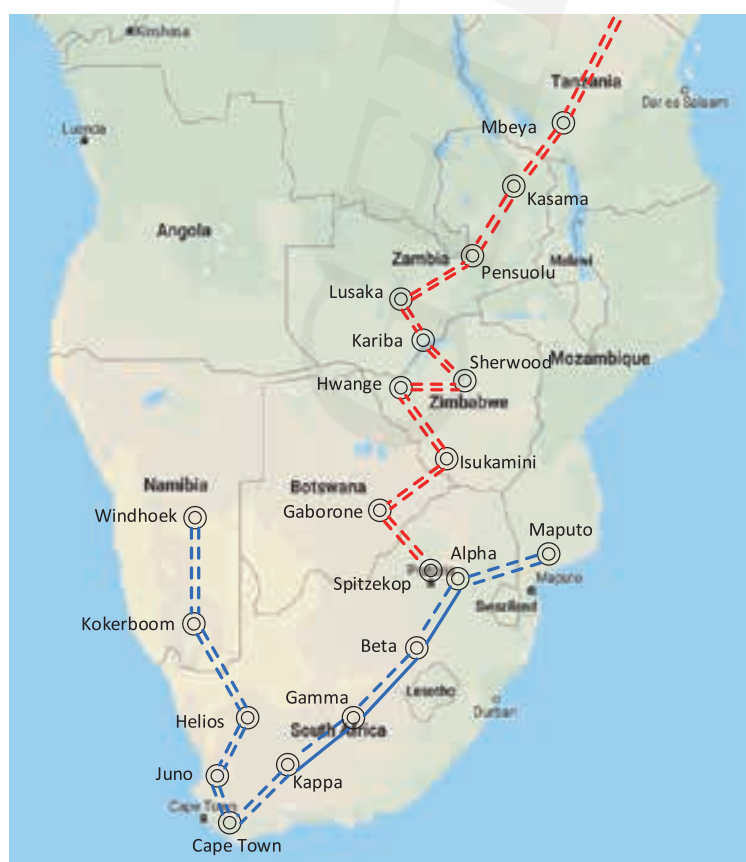 Kinshasa
Tanzania
Dar es Salaam
Mbeya
Luanda
Kasama
Angola
Zambia
Malawi
Pensuolu
Lusaka
Kariba
Sherwood
Mozambique
Hwange
Zimbabwe
Isukamini
Namibia
Botswana
Windhoek
Gaborone
Maputo
Alpha
Spitzekop
Maputo
Swaziland
Kokerboom
Beta
Lesotho
Gamma
Durban
Helios
South Africa
Juno
Kappa
Cape Town
Cape Town